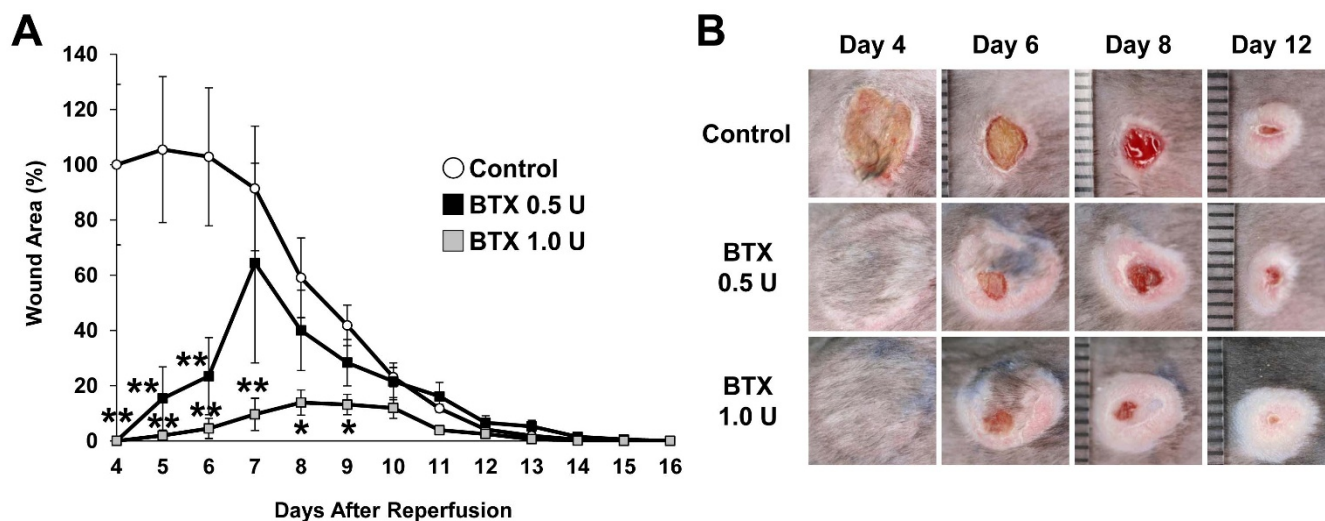 A
140
120
100
80
60
40
20
0
Wound Area (%)
4 5 6 7 8 9 10 11 12 13 14 15 16
Days After Reperfusion
Control
BTX 0.5 U
BTX 1.0 U
** ** ** ** ** ** * *
B
Day 4 Day 6 Day 8 Day 12
Control
BTX
0.5 U
BTX
1.0 U